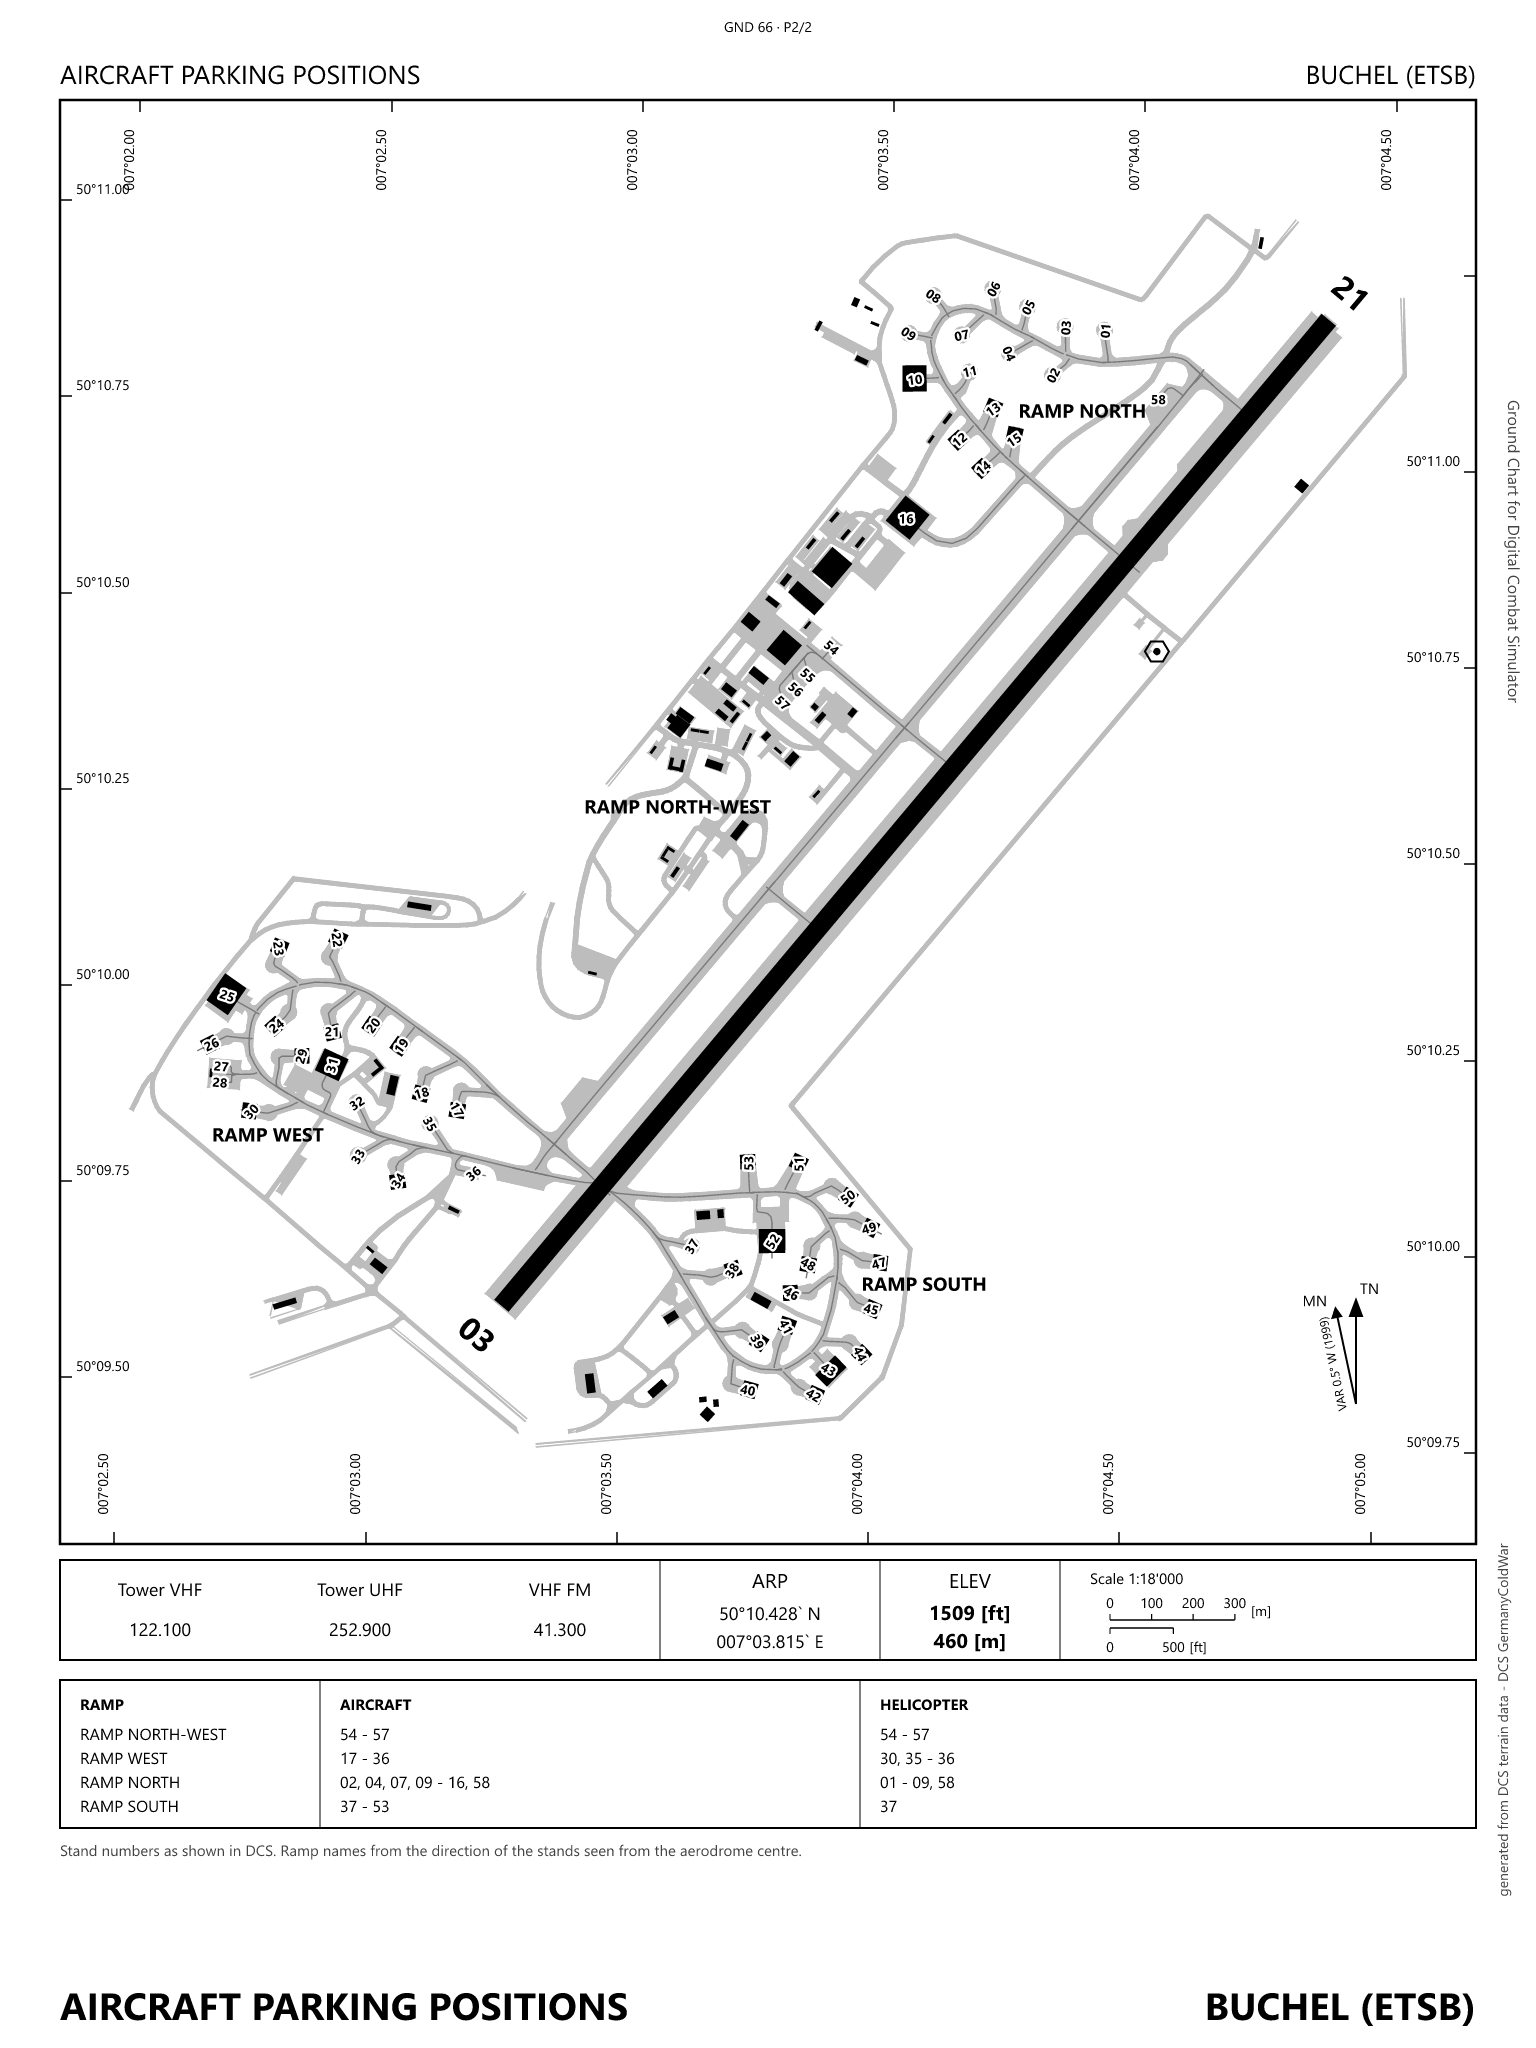 GND 66 · P2/2
AIRCRAFT PARKING POSITIONS
BUCHEL (ETSB)
007°02.00
007°02.50
007°03.00
007°03.50
007°04.00
007°04.50
50°11.00
50°10.75
50°10.50
50°10.25
50°10.00
50°09.75
50°09.50
50°11.00
50°10.75
50°10.50
50°10.25
50°10.00
50°09.75
21
08
06
05
03
01
09
07
04
02
10
11
58
13
RAMP NORTH
12
15
14
16
54
55
56
57
RAMP NORTH-WEST
23
22
25
24
21
20
19
26
29
31
27
28
18
17
30
32
35
RAMP WEST
33
34
36
53
51
50
49
37
52
47
38
48
RAMP SOUTH
46
45
41
39
44
43
40
42
03
MN
TN
VAR 0.5° W (1999)
007°02.50
007°03.00
007°03.50
007°04.00
007°04.50
007°05.00
Ground Chart for Digital Combat Simulator
generated from DCS terrain data - DCS GermanyColdWar
Tower VHF
122.100
Tower UHF
252.900
VHF FM
41.300
ARP
50°10.428` N
007°03.815` E
ELEV
1509 [ft]
460 [m]
Scale 1:18'000
0 100 200 300 [m]
0 500 [ft]
RAMP AIRCRAFT HELICOPTER
RAMP NORTH-WEST 54 - 57 54 - 57
RAMP WEST 17 - 36 30, 35 - 36
RAMP NORTH 02, 04, 07, 09 - 16, 58 01 - 09, 58
RAMP SOUTH 37 - 53 37
Stand numbers as shown in DCS. Ramp names from the direction of the stands seen from the aerodrome centre.
AIRCRAFT PARKING POSITIONS
BUCHEL (ETSB)